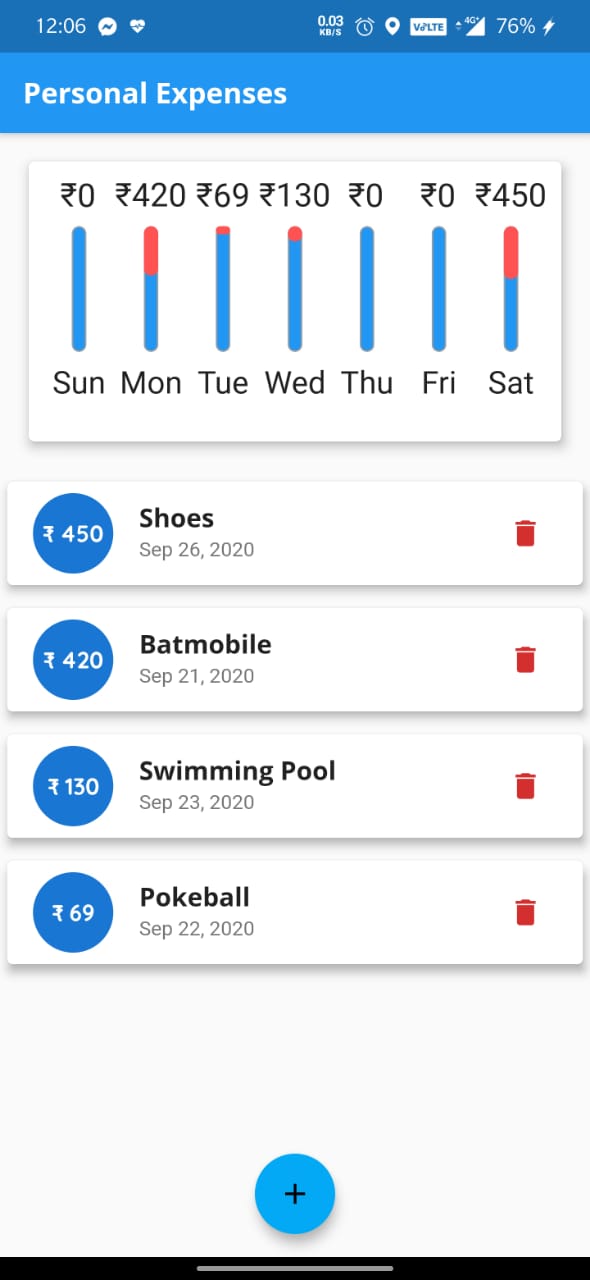 12:06 0.03 KB/S VoLTE 4G+ 76%
Personal Expenses
₹0 ₹420 ₹69 ₹130 ₹0 ₹0 ₹450
Sun Mon Tue Wed Thu Fri Sat
₹ 450 Shoes
Sep 26, 2020
₹ 420 Batmobile
Sep 21, 2020
₹ 130 Swimming Pool
Sep 23, 2020
₹ 69 Pokeball
Sep 22, 2020
+